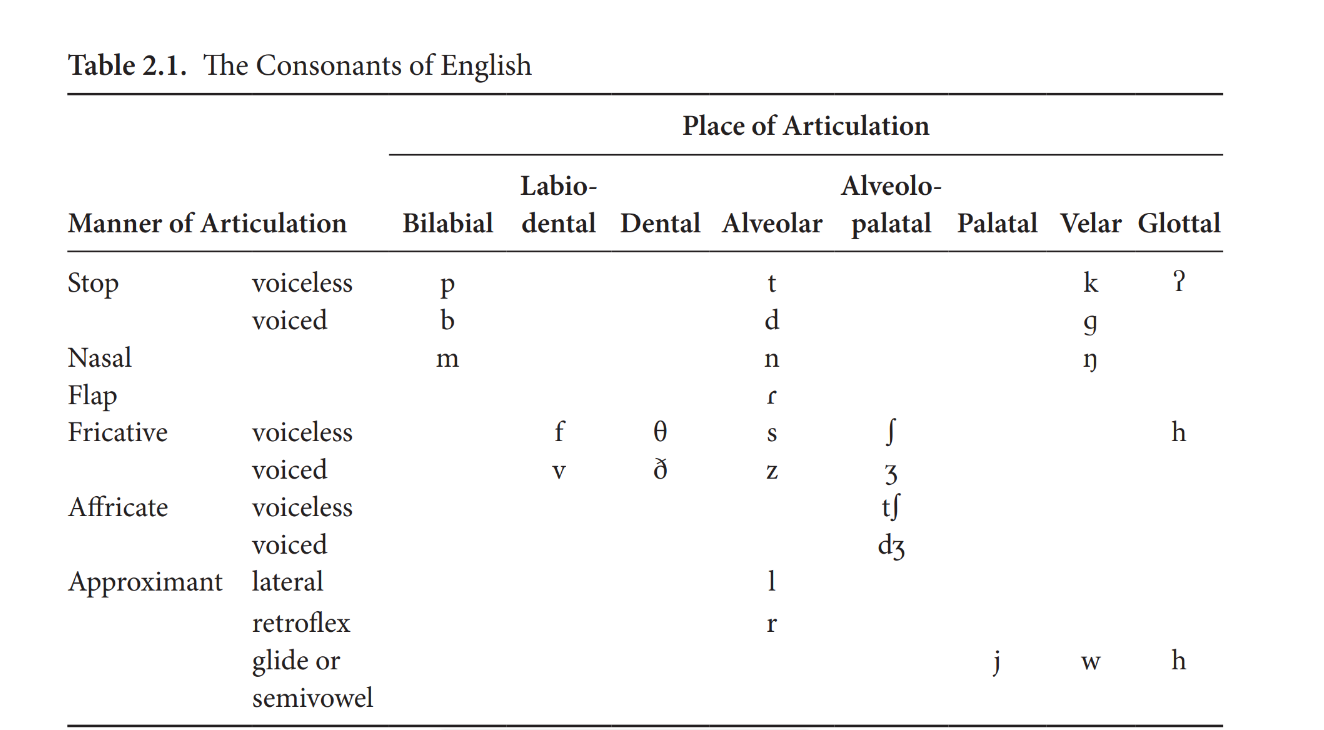 Table 2.1. The Consonants of English
Place of Articulation
Labio- Alveolo-
Manner of Articulation Bilabial dental Dental Alveolar palatal Palatal Velar Glottal
Stop voiceless p t k ʔ
voiced b d ɡ
Nasal m n ŋ
Flap ɾ
Fricative voiceless f θ s ʃ h
voiced v ð z ʒ
Affricate voiceless tʃ
voiced dʒ
Approximant lateral l
retroflex r
glide or j w h
semivowel